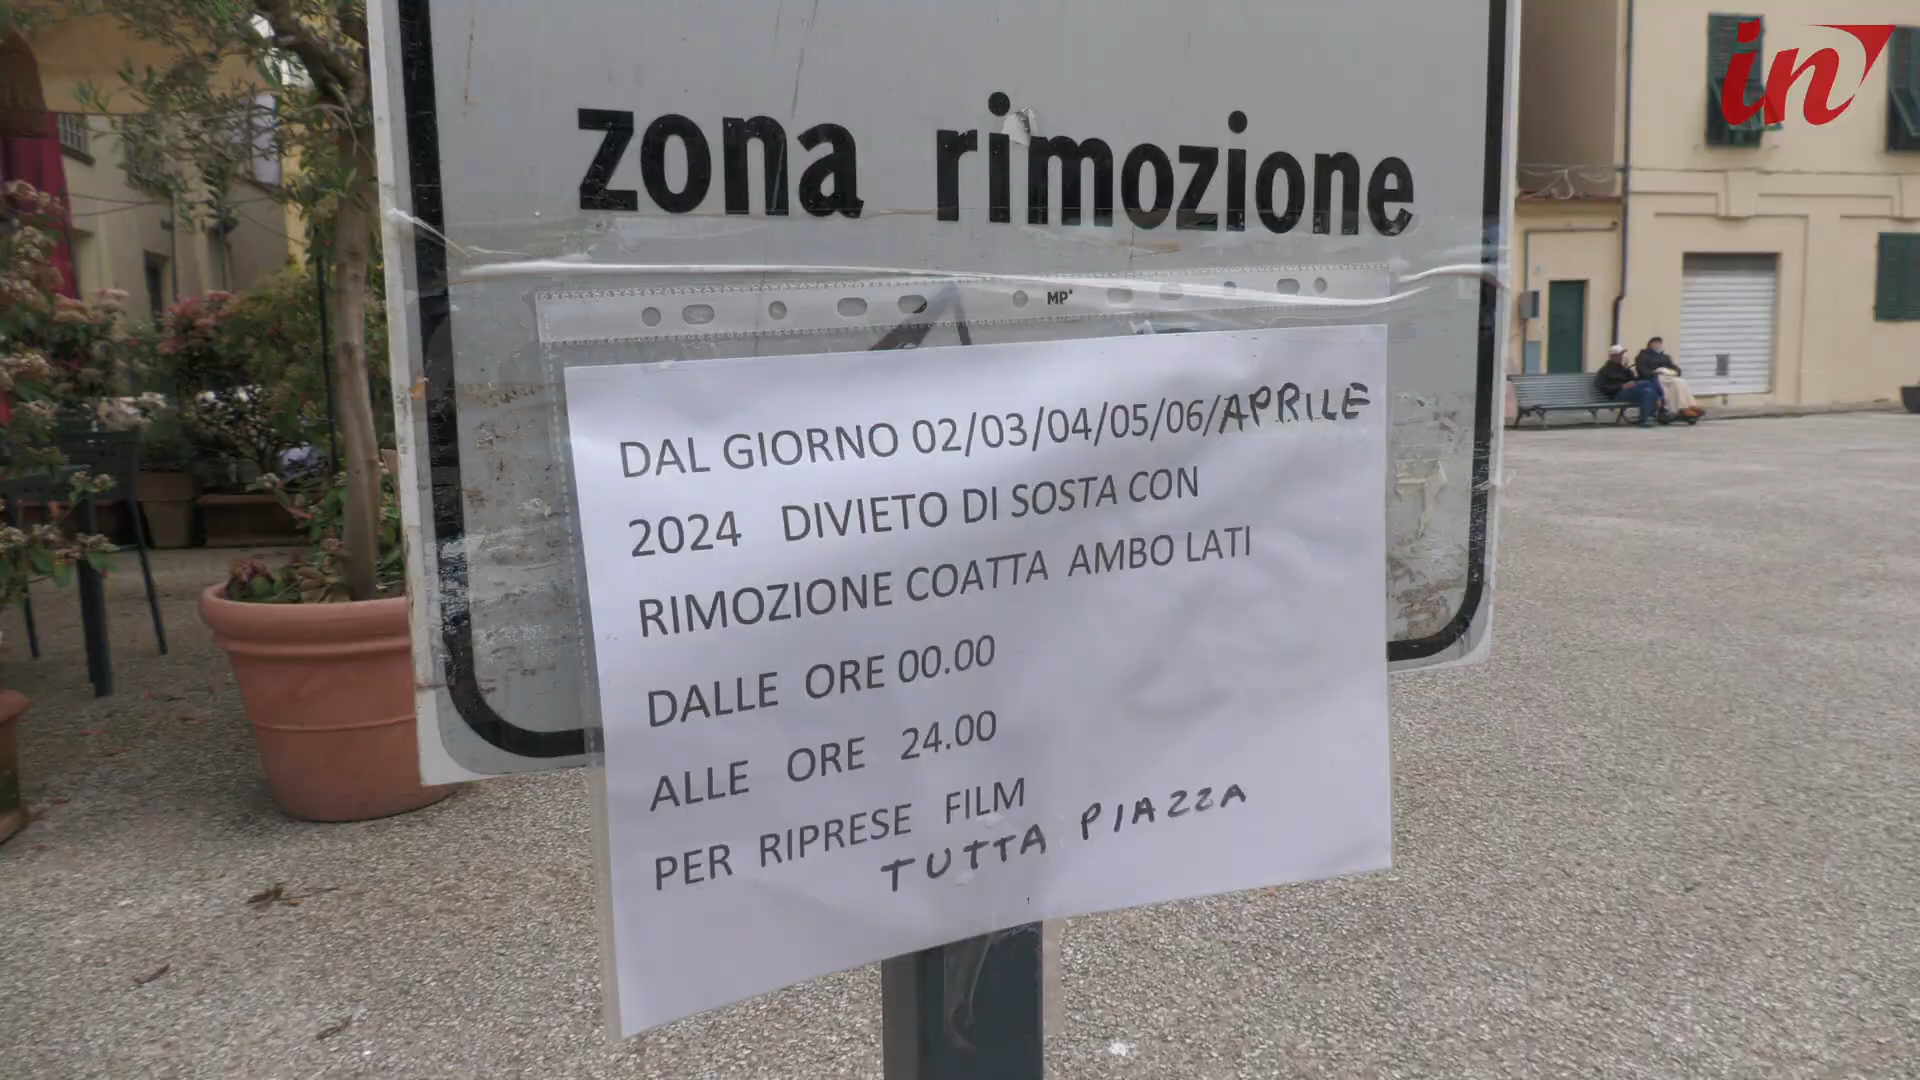 in
zona rimozione
MP*
DAL GIORNO 02/03/04/05/06/APRILE
2024 DIVIETO DI SOSTA CON
RIMOZIONE COATTA AMBO LATI
DALLE ORE 00.00
ALLE ORE 24.00
PER RIPRESE FILM
TUTTA PIAZZA
1